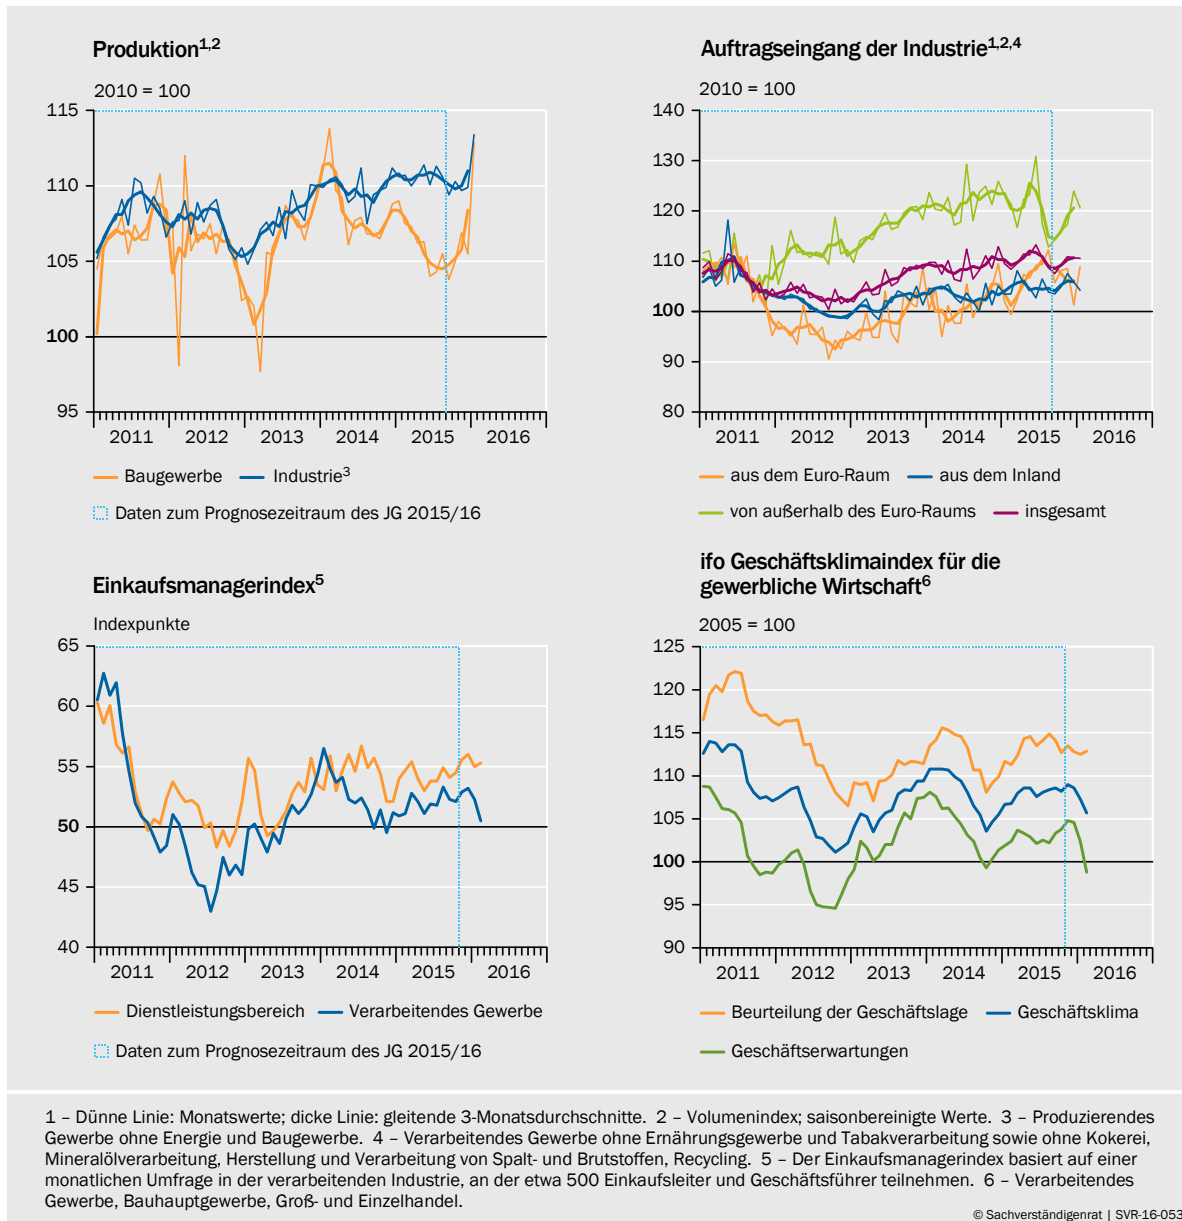 Produktion1,2
2010 = 100
115
110
105
100
95
2011 2012 2013 2014 2015 2016
Baugewerbe Industrie3
Daten zum Prognosezeitraum des JG 2015/16
Auftragseingang der Industrie1,2,4
2010 = 100
140
130
120
110
100
90
80
2011 2012 2013 2014 2015 2016
aus dem Euro-Raum aus dem Inland
von außerhalb des Euro-Raums insgesamt
Einkaufsmanagerindex5
Indexpunkte
65
60
55
50
45
40
2011 2012 2013 2014 2015 2016
Dienstleistungsbereich Verarbeitendes Gewerbe
Daten zum Prognosezeitraum des JG 2015/16
ifo Geschäftsklimaindex für die
gewerbliche Wirtschaft6
2005 = 100
125
120
115
110
105
100
95
90
2011 2012 2013 2014 2015 2016
Beurteilung der Geschäftslage Geschäftsklima
Geschäftserwartungen
1 – Dünne Linie: Monatswerte; dicke Linie: gleitende 3-Monatsdurchschnitte. 2 – Volumenindex; saisonbereinigte Werte. 3 – Produzierendes
Gewerbe ohne Energie und Baugewerbe. 4 – Verarbeitendes Gewerbe ohne Ernährungsgewerbe und Tabakverarbeitung sowie ohne Kokerei,
Mineralölverarbeitung, Herstellung und Verarbeitung von Spalt- und Brutstoffen, Recycling. 5 – Der Einkaufsmanagerindex basiert auf einer
monatlichen Umfrage in der verarbeitenden Industrie, an der etwa 500 Einkaufsleiter und Geschäftsführer teilnehmen. 6 – Verarbeitendes
Gewerbe, Bauhauptgewerbe, Groß- und Einzelhandel.
© Sachverständigenrat | SVR-16-053